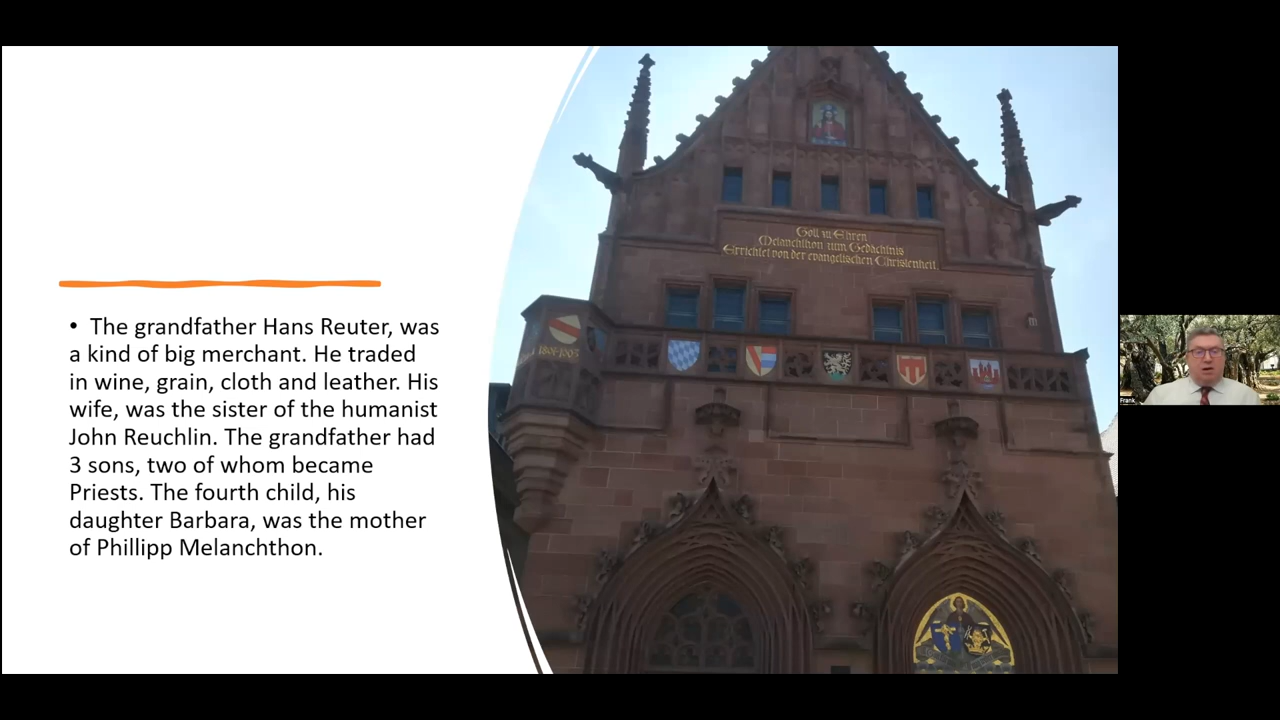 • The grandfather Hans Reuter, was
a kind of big merchant. He traded
in wine, grain, cloth and leather. His
wife, was the sister of the humanist
John Reuchlin. The grandfather had
3 sons, two of whom became
Priests. The fourth child, his
daughter Barbara, was the mother
of Phillipp Melanchthon.
Gott zu Ehren
Melanchthon zum Gedächtnis
Errichtet von der evangelischen Christenheit
Frank